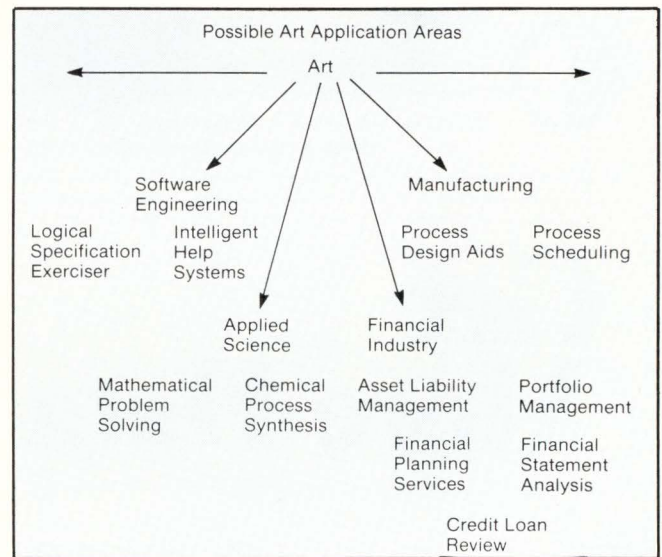 Possible Art Application Areas
Art
Software
Engineering
Manufacturing
Logical
Specification
Exerciser
Intelligent
Help
Systems
Process
Design Aids
Process
Scheduling
Applied
Science
Financial
Industry
Mathematical
Problem
Solving
Chemical
Process
Synthesis
Asset Liability
Management
Portfolio
Management
Financial
Planning
Services
Financial
Statement
Analysis
Credit Loan
Review